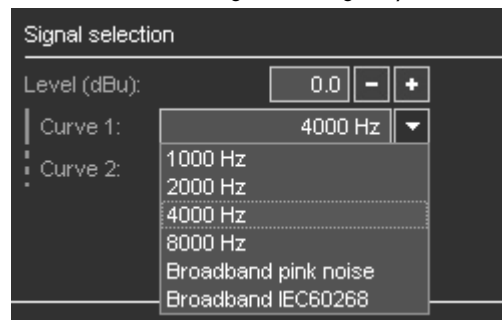 Signal selection
Level (dBu): 0.0 - +
Curve 1: 4000 Hz
Curve 2:
1000 Hz
2000 Hz
4000 Hz
8000 Hz
Broadband pink noise
Broadband IEC60268